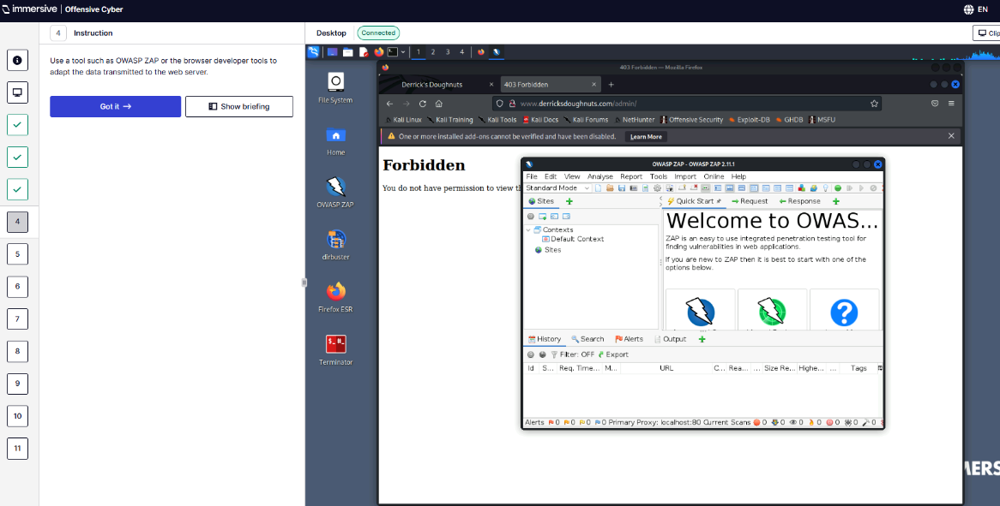 immersive | Offensive Cyber
EN
4 Instruction
Desktop Connected
Use a tool such as OWASP ZAP or the browser developer tools to
adapt the data transmitted to the web server.
Got it →
Show briefing
4
5
6
7
8
9
10
11
1 2 3 4
File System
Home
OWASP ZAP
dirbuster
Firefox ESR
Terminator
403 Forbidden — Mozilla Firefox
Derrick's Doughnuts × 403 Forbidden × +
www.derricksdoughnuts.com/admin/
Kali Linux Kali Training Kali Tools Kali Docs Kali Forums NetHunter Offensive Security Exploit-DB GHDB MSFU
One or more installed add-ons cannot be verified and have been disabled. Learn More
Forbidden
You do not have permission to view
OWASP ZAP - OWASP ZAP 2.11.1
File Edit View Analyse Report Tools Import Online Help
Standard Mode
Sites
Quick Start Request Response
Contexts
Default Context
Sites
Welcome to OWAS...
ZAP is an easy to use integrated penetration testing tool for
finding vulnerabilities in web applications.
If you are new to ZAP then it is best to start with one of the
options below.
History Search Alerts Output
Filter: OFF Export
Id S... Req. Time... M... URL C... Rea... ... Size Re... Highe... ... Tags
Alerts 0 0 0 0 Primary Proxy: localhost:80 Current Scans 0 0 0 0 0 0 0